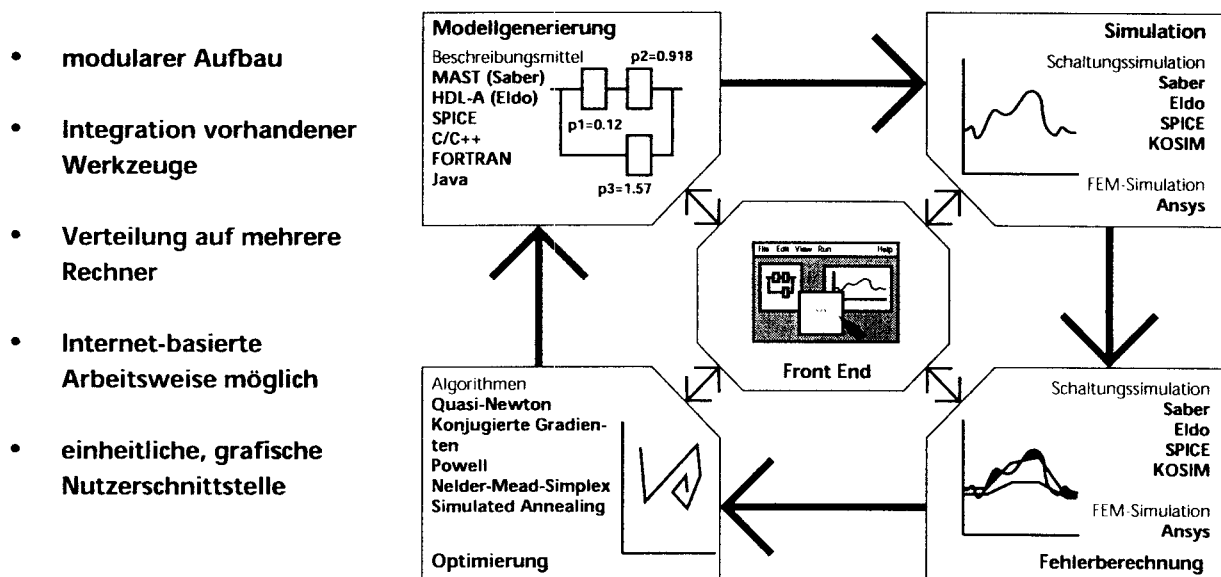 • modularer Aufbau
• Integration vorhandener
Werkzeuge
• Verteilung auf mehrere
Rechner
• Internet-basierte
Arbeitsweise möglich
• einheitliche, grafische
Nutzerschnittstelle
Modellgenerierung
Beschreibungsmittel
MAST (Saber)
HDL-A (Eldo)
SPICE
C/C++
FORTRAN
Java
p2=0.918
p1=0.12
p3=1.57
Simulation
Schaltungssimulation
Saber
Eldo
SPICE
KOSIM
FEM-Simulation
Ansys
File Edit View Run Help
Front End
Algorithmen
Quasi-Newton
Konjugierte Gradien-
ten
Powell
Nelder-Mead-Simplex
Simulated Annealing
Optimierung
Schaltungssimulation
Saber
Eldo
SPICE
KOSIM
FEM-Simulation
Ansys
Fehlerberechnung